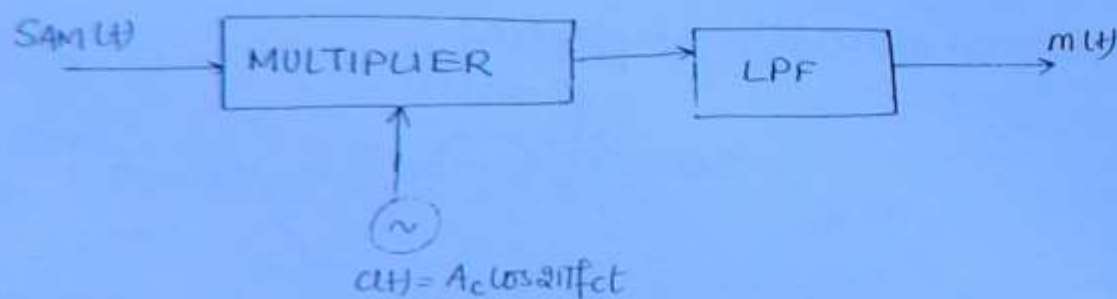 SAM(t)
MULTIPLIER
LPF
m(t)
~
c(t) = Ac cos2πfct